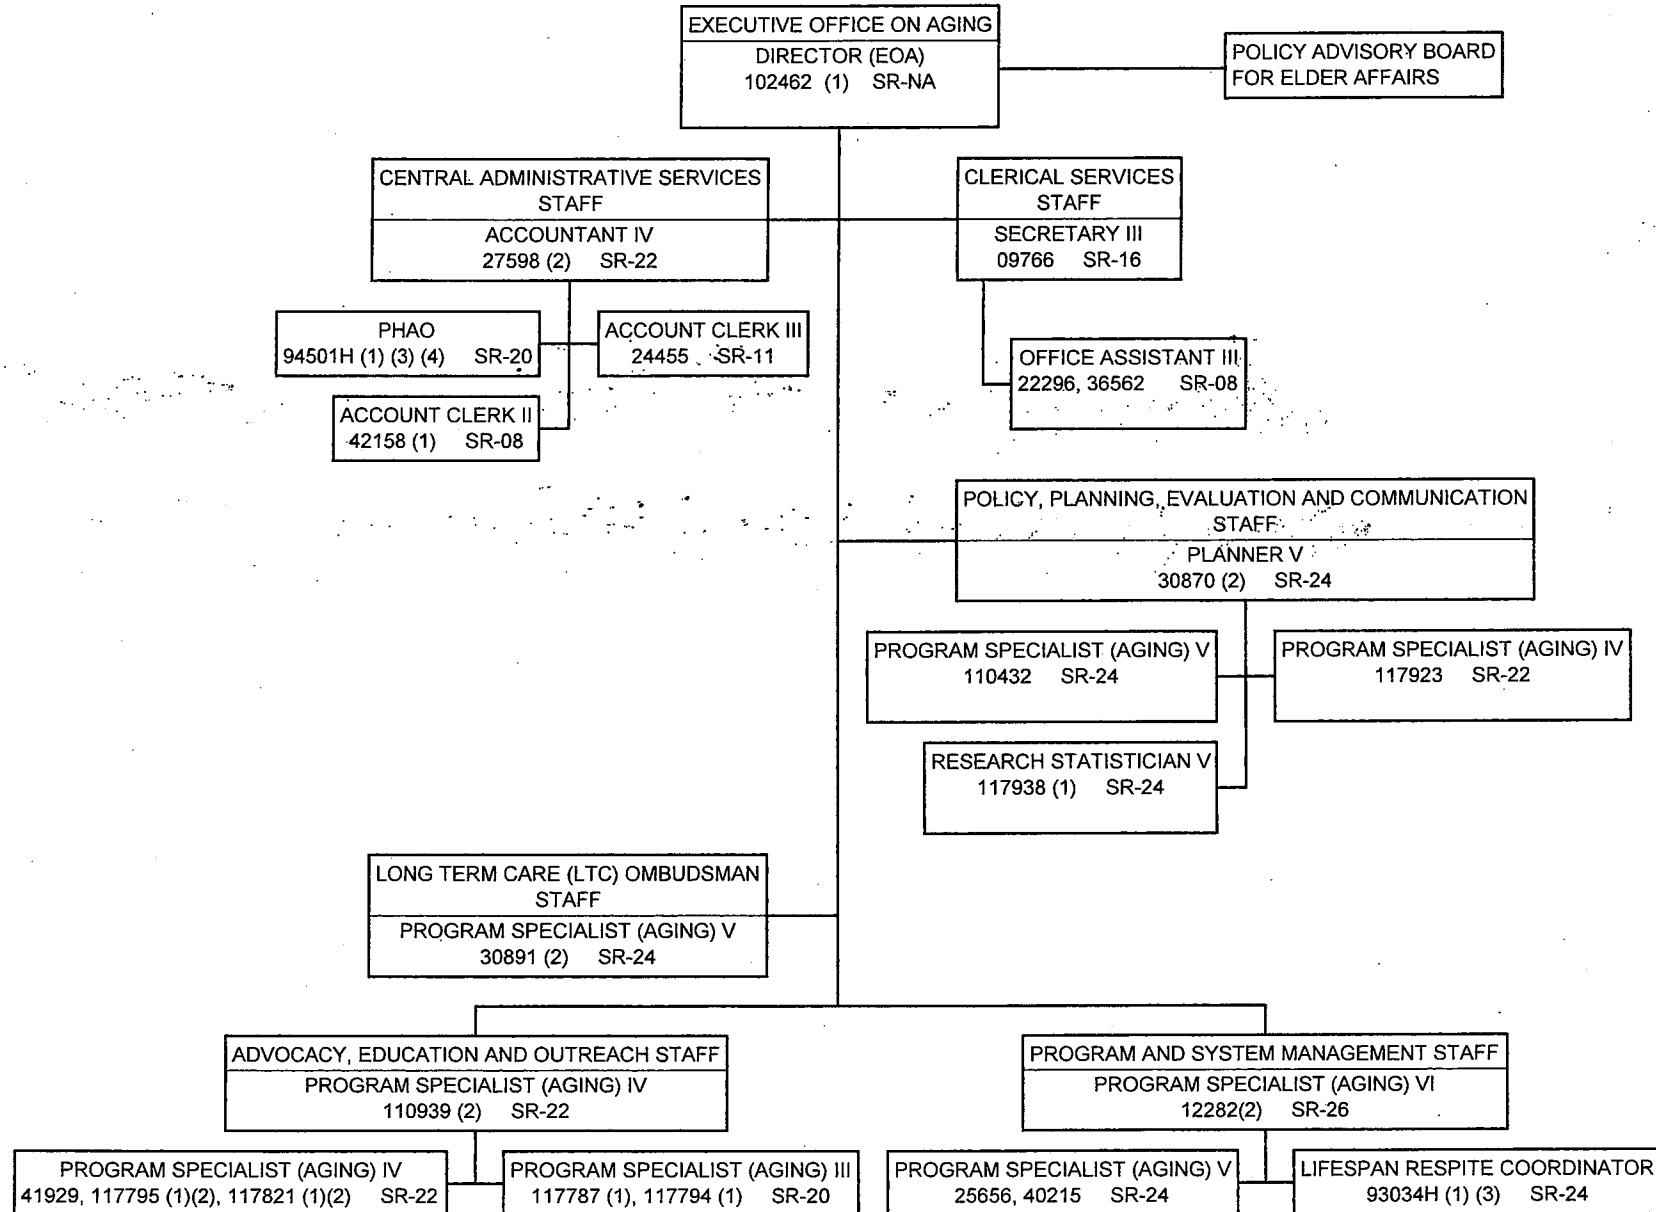 EXECUTIVE OFFICE ON AGING
DIRECTOR (EOA)
102462 (1) SR-NA
POLICY ADVISORY BOARD
FOR ELDER AFFAIRS
CENTRAL ADMINISTRATIVE SERVICES
STAFF
ACCOUNTANT IV
27598 (2) SR-22
CLERICAL SERVICES
STAFF
SECRETARY III
09766 SR-16
PHAO
94501H (1) (3) (4) SR-20
ACCOUNT CLERK III
24455 SR-11
OFFICE ASSISTANT III
22296, 36562 SR-08
ACCOUNT CLERK II
42158 (1) SR-08
POLICY, PLANNING, EVALUATION AND COMMUNICATION
STAFF
PLANNER V
30870 (2) SR-24
PROGRAM SPECIALIST (AGING) V
110432 SR-24
PROGRAM SPECIALIST (AGING) IV
117923 SR-22
RESEARCH STATISTICIAN V
117938 (1) SR-24
LONG TERM CARE (LTC) OMBUDSMAN
STAFF
PROGRAM SPECIALIST (AGING) V
30891 (2) SR-24
ADVOCACY, EDUCATION AND OUTREACH STAFF
PROGRAM SPECIALIST (AGING) IV
110939 (2) SR-22
PROGRAM AND SYSTEM MANAGEMENT STAFF
PROGRAM SPECIALIST (AGING) VI
12282(2) SR-26
PROGRAM SPECIALIST (AGING) IV
41929, 117795 (1)(2), 117821 (1)(2) SR-22
PROGRAM SPECIALIST (AGING) III
117787 (1), 117794 (1) SR-20
PROGRAM SPECIALIST (AGING) V
25656, 40215 SR-24
LIFESPAN RESPITE COORDINATOR
93034H (1) (3) SR-24